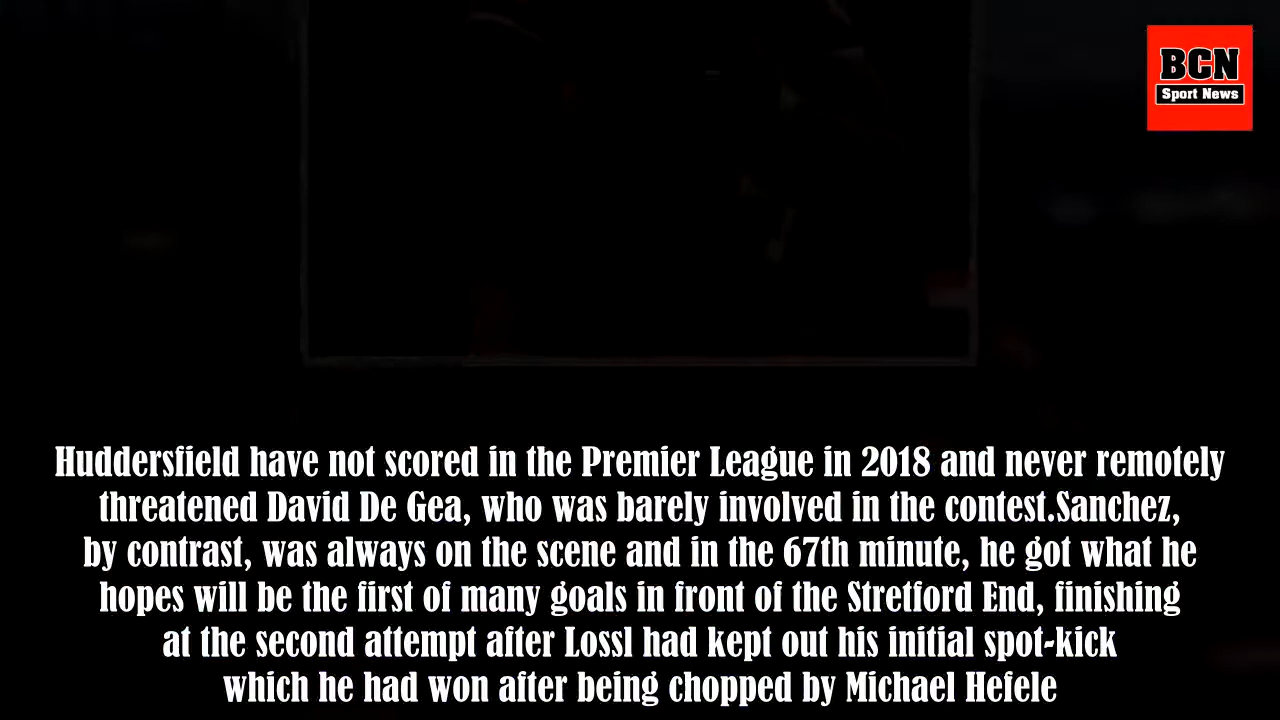 BCN
Sport News
Huddersfield have not scored in the Premier League in 2018 and never remotely
threatened David De Gea, who was barely involved in the contest.Sanchez,
by contrast, was always on the scene and in the 67th minute, he got what he
hopes will be the first of many goals in front of the Stretford End, finishing
at the second attempt after Lossl had kept out his initial spot-kick
which he had won after being chopped by Michael Hefele